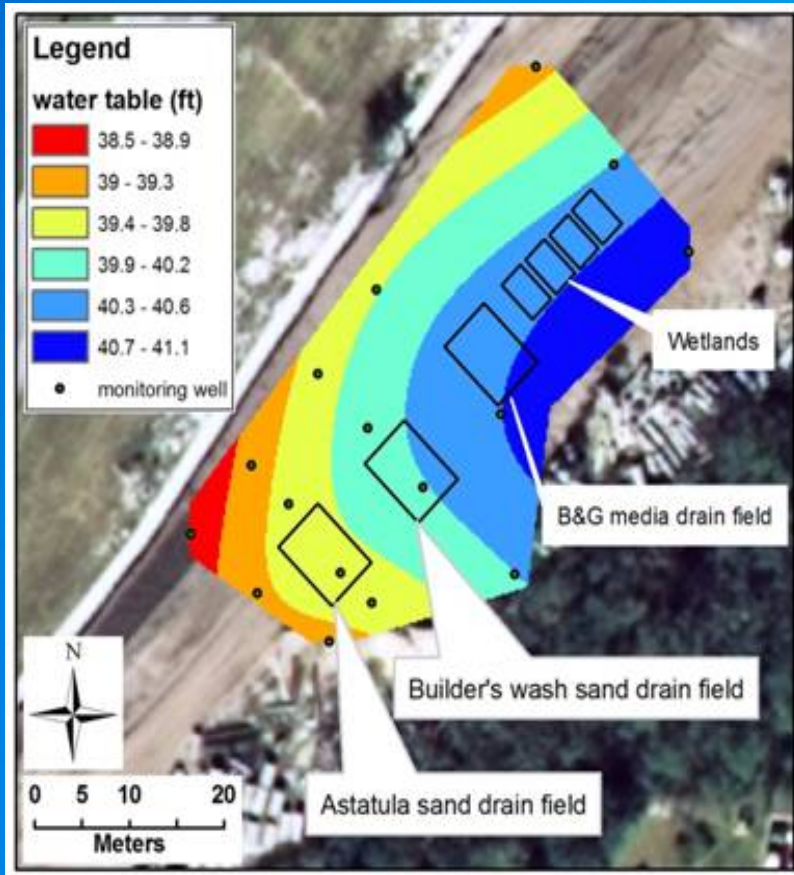 Legend
water table (ft)
38.5 - 38.9
39 - 39.3
39.4 - 39.8
39.9 - 40.2
40.3 - 40.6
40.7 - 41.1
monitoring well
Wetlands
B&G media drain field
Builder's wash sand drain field
Astatula sand drain field
N
0 5 10 20
Meters